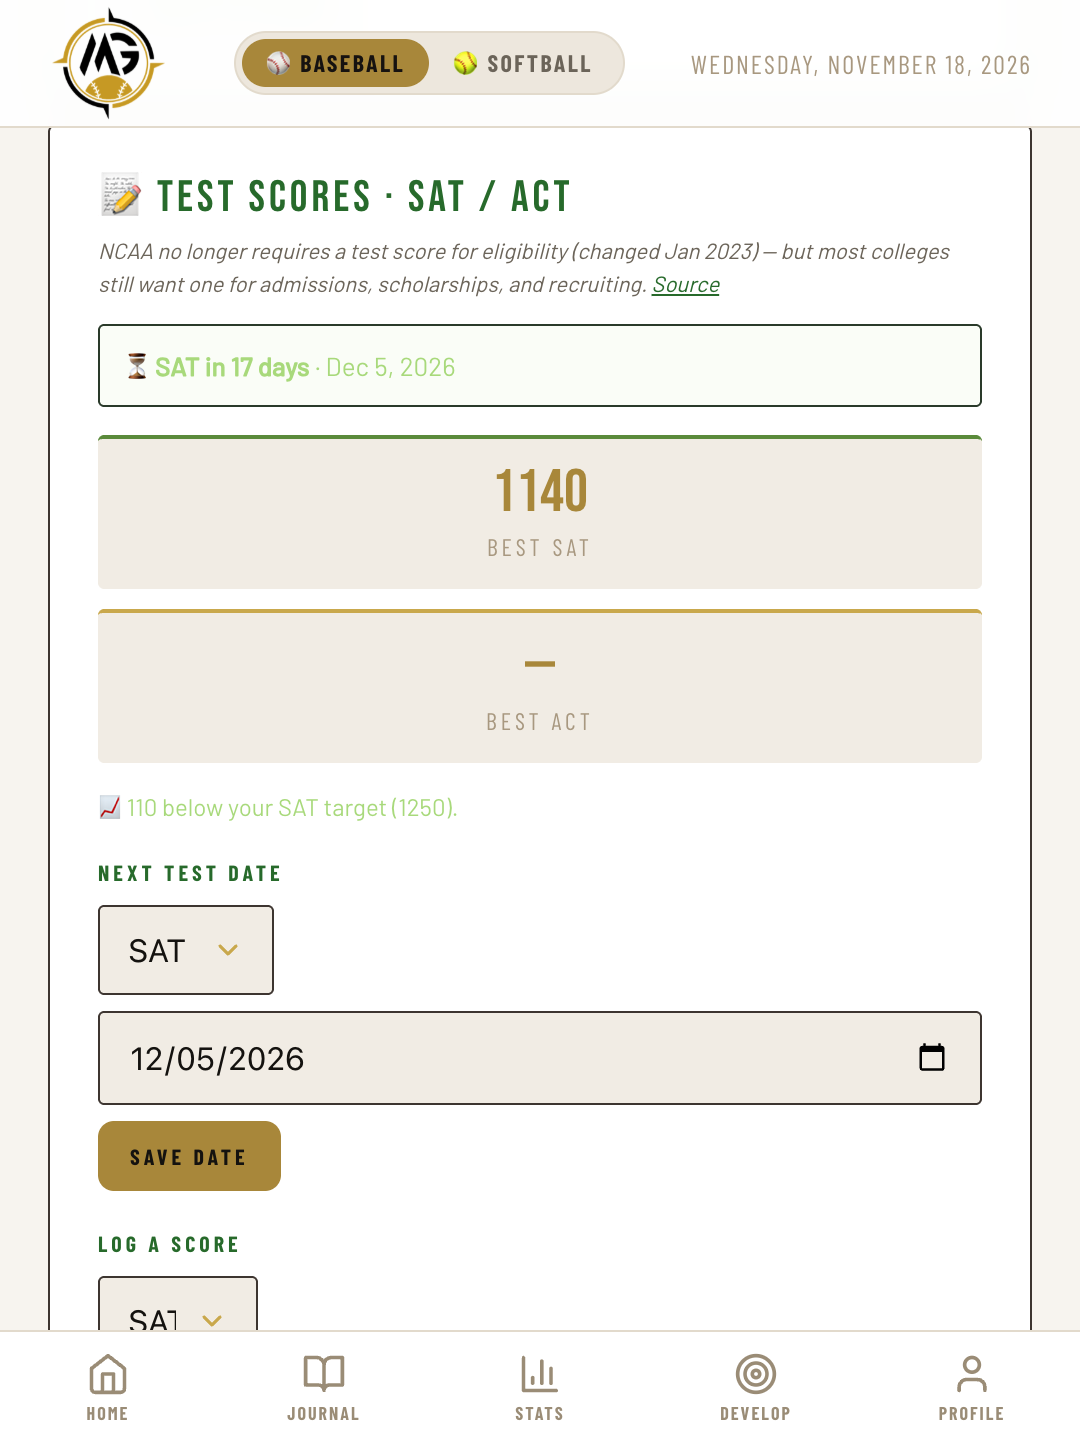 MG
BASEBALL
SOFTBALL
WEDNESDAY, NOVEMBER 18, 2026
TEST SCORES · SAT / ACT
NCAA no longer requires a test score for eligibility (changed Jan 2023) — but most colleges
still want one for admissions, scholarships, and recruiting. Source
SAT in 17 days · Dec 5, 2026
1140
BEST SAT
—
BEST ACT
110 below your SAT target (1250).
NEXT TEST DATE
SAT
12/05/2026
SAVE DATE
LOG A SCORE
SAT
HOME
JOURNAL
STATS
DEVELOP
PROFILE